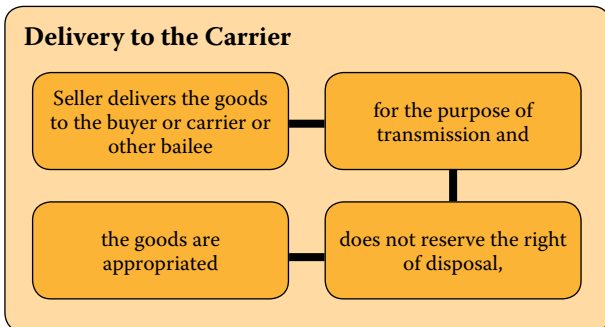 Delivery to the Carrier
Seller delivers the goods
to the buyer or carrier or
other bailee
for the purpose of
transmission and
does not reserve the right
of disposal,
the goods are
appropriated